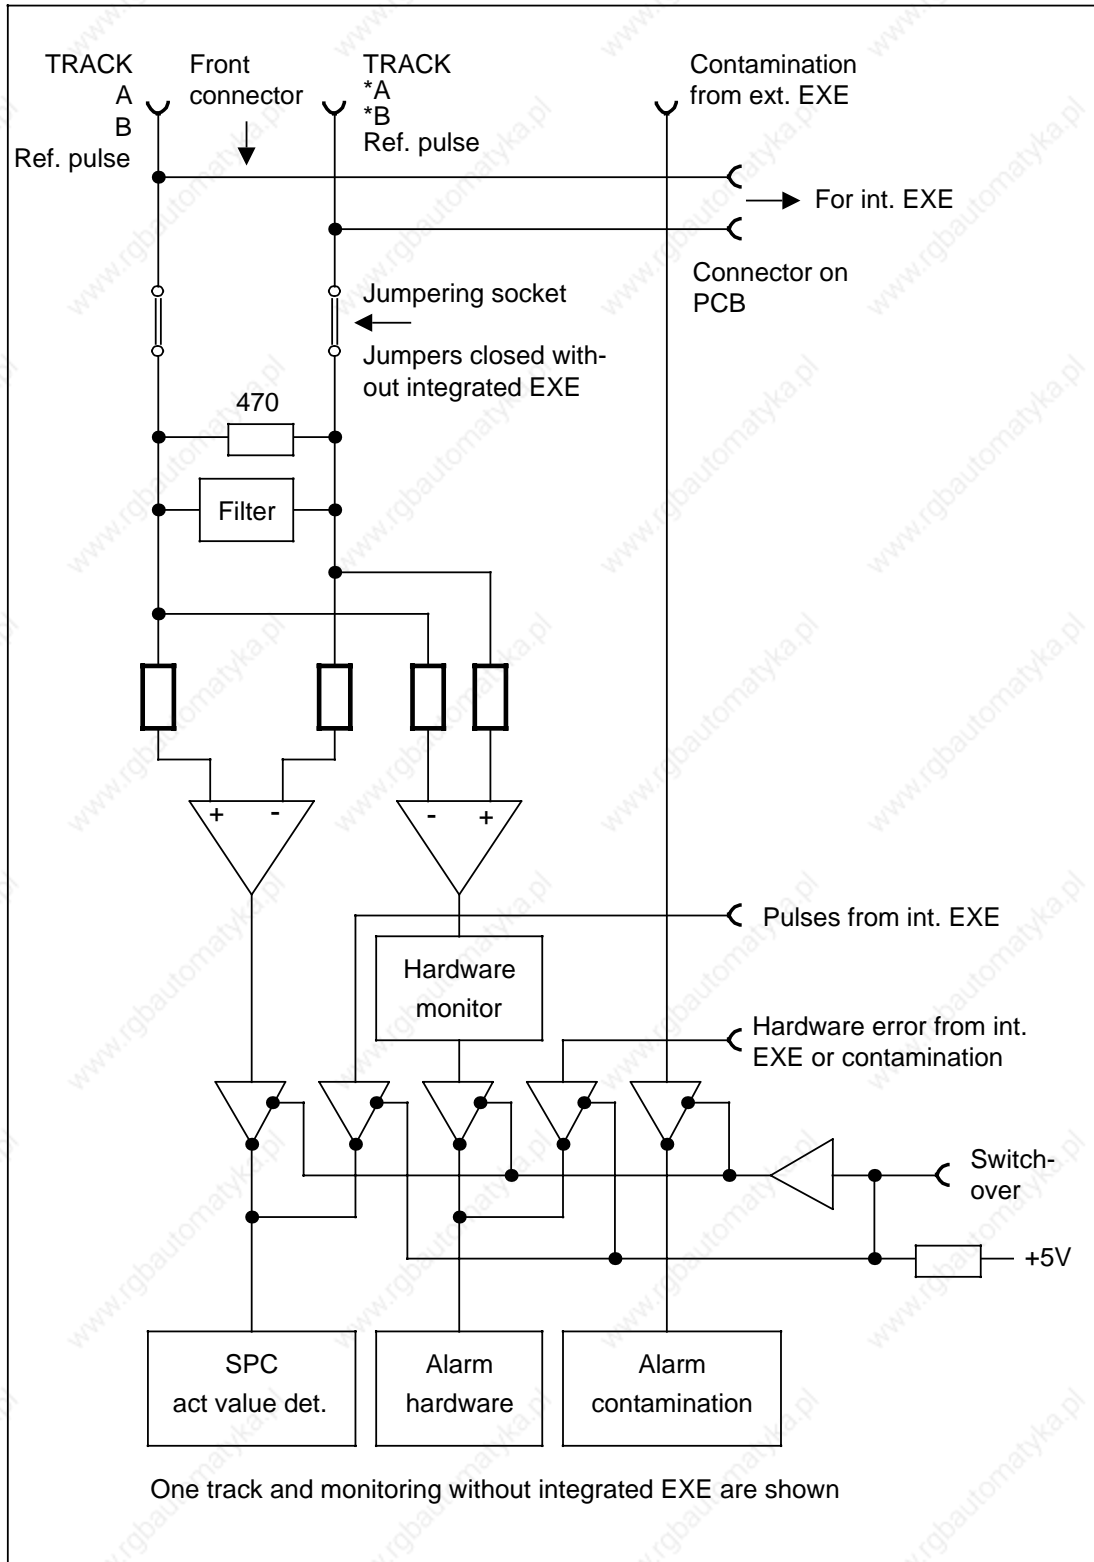 TRACK
A
B
Ref. pulse
Front
connector
TRACK
*A
*B
Ref. pulse
Contamination
from ext. EXE
For int. EXE
Connector on
PCB
Jumpering socket
Jumpers closed with-
out integrated EXE
470
Filter
+ -
- +
Pulses from int. EXE
Hardware
monitor
Hardware error from int.
EXE or contamination
Switch-
over
+5V
SPC
act value det.
Alarm
hardware
Alarm
contamination
One track and monitoring without integrated EXE are shown
www.rgbautomatyka.pl